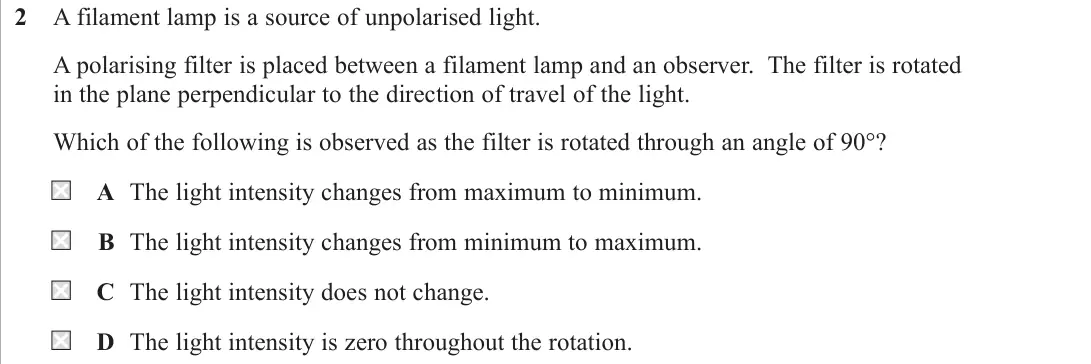 2 A filament lamp is a source of unpolarised light.
A polarising filter is placed between a filament lamp and an observer. The filter is rotated
in the plane perpendicular to the direction of travel of the light.
Which of the following is observed as the filter is rotated through an angle of 90°?
A The light intensity changes from maximum to minimum.
B The light intensity changes from minimum to maximum.
C The light intensity does not change.
D The light intensity is zero throughout the rotation.